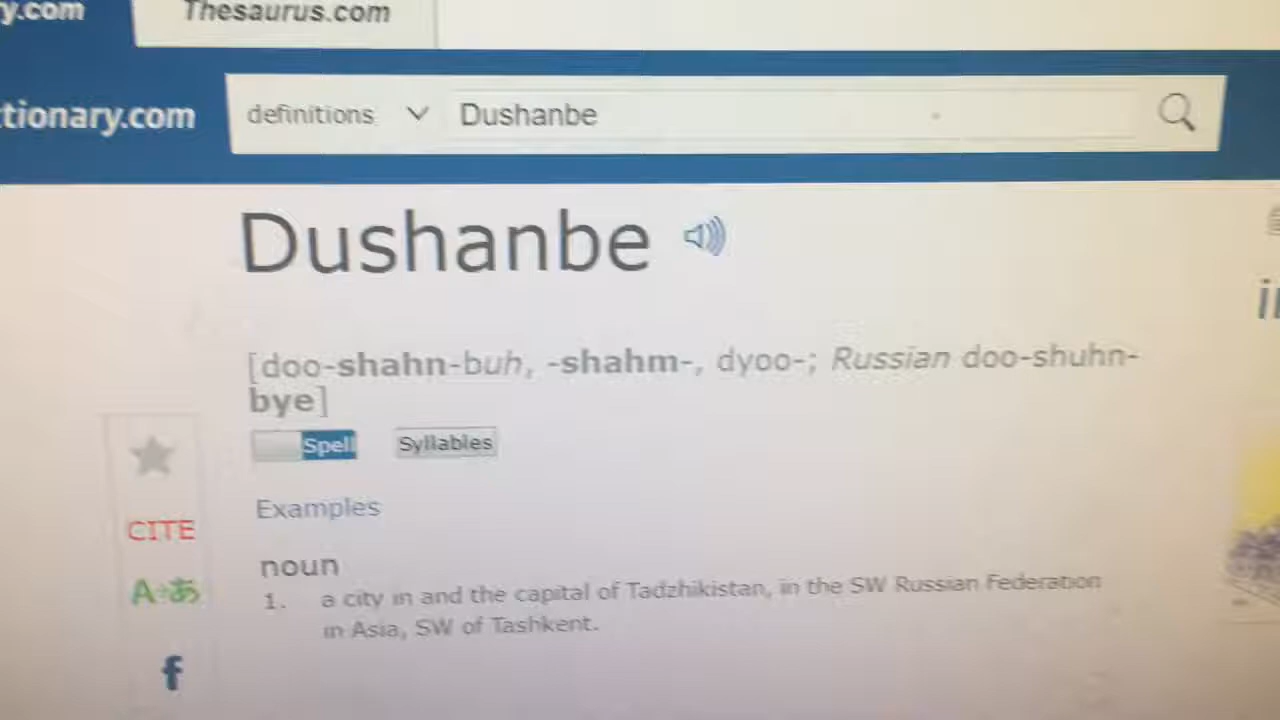 y.com Thesaurus.com
tionary.com definitions Dushanbe
Dushanbe
[doo-shahn-buh, -shahm-, dyoo-; Russian doo-shuhn-
bye]
Spell Syllables
Examples
CITE
noun
A あ
1. a city in and the capital of Tadzhikistan, in the SW Russian Federation
in Asia, SW of Tashkent.
f